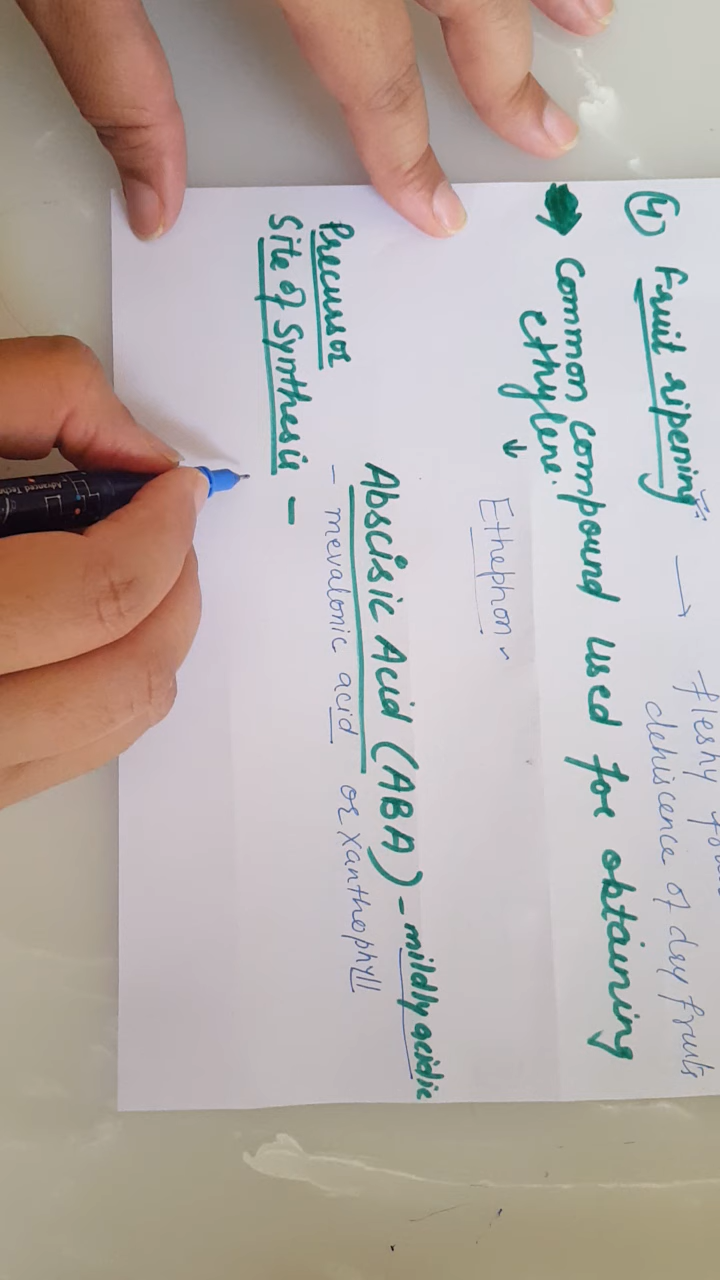 (4) Fruit ripening → fleshy
dehiscence of dry fruits
Common compound used for obtaining
ethylene.
↓
Ethephon
Abscisic Acid (ABA) - mildly acidic
Precursor - mevalonic acid or xanthophyll
Site of Synthesis -